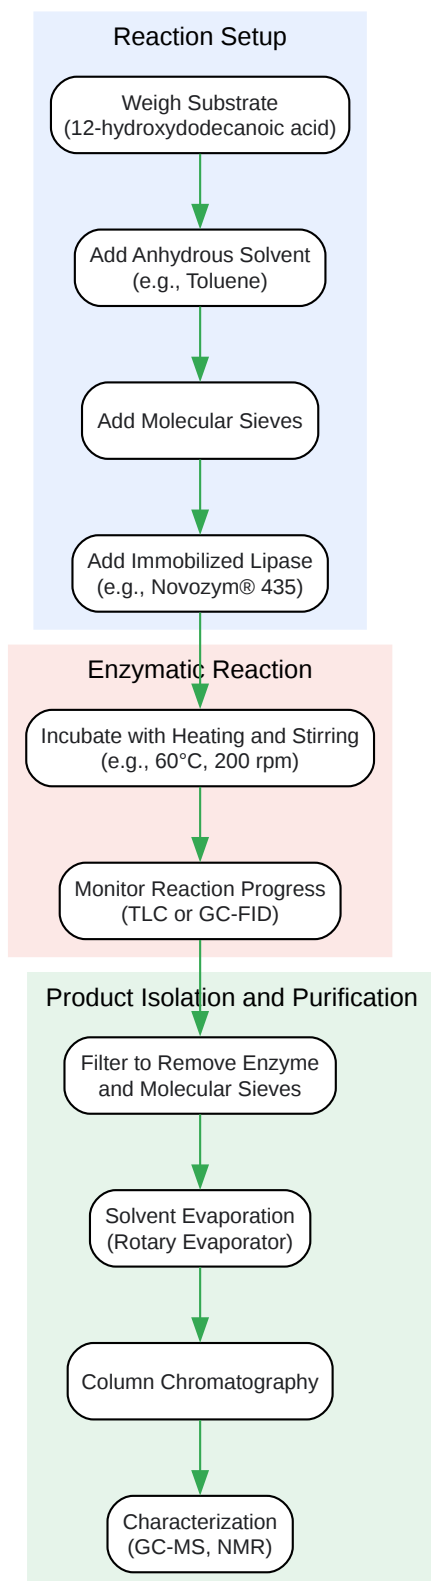 Reaction Setup
Weigh Substrate
(12-hydroxydodecanoic acid)
Add Anhydrous Solvent
(e.g., Toluene)
Add Molecular Sieves
Add Immobilized Lipase
(e.g., Novozym® 435)
Enzymatic Reaction
Incubate with Heating and Stirring
(e.g., 60°C, 200 rpm)
Monitor Reaction Progress
(TLC or GC-FID)
Product Isolation and Purification
Filter to Remove Enzyme
and Molecular Sieves
Solvent Evaporation
(Rotary Evaporator)
Column Chromatography
Characterization
(GC-MS, NMR)